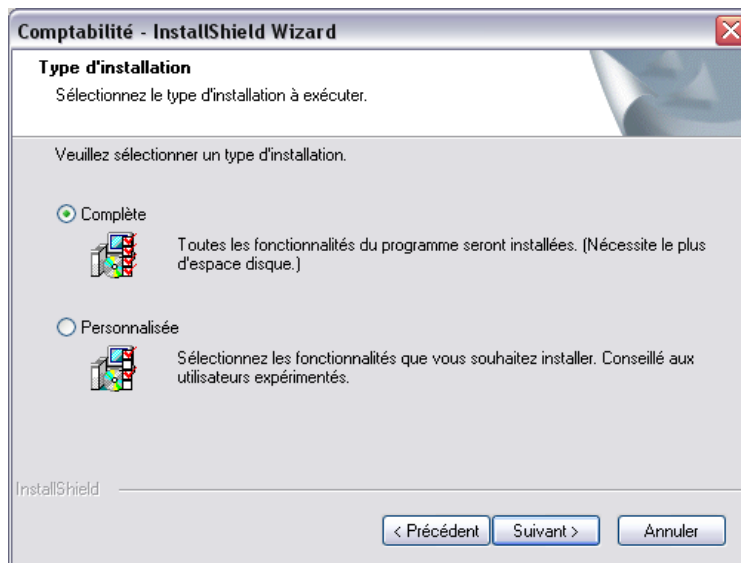 Comptabilité - InstallShield Wizard
Type d'installation
Sélectionnez le type d'installation à exécuter.
Veuillez sélectionner un type d'installation.
Complète
Toutes les fonctionnalités du programme seront installées. (Nécessite le plus
d'espace disque.)
Personnalisée
Sélectionnez les fonctionnalités que vous souhaitez installer. Conseillé aux
utilisateurs expérimentés.
InstallShield
< Précédent
Suivant >
Annuler